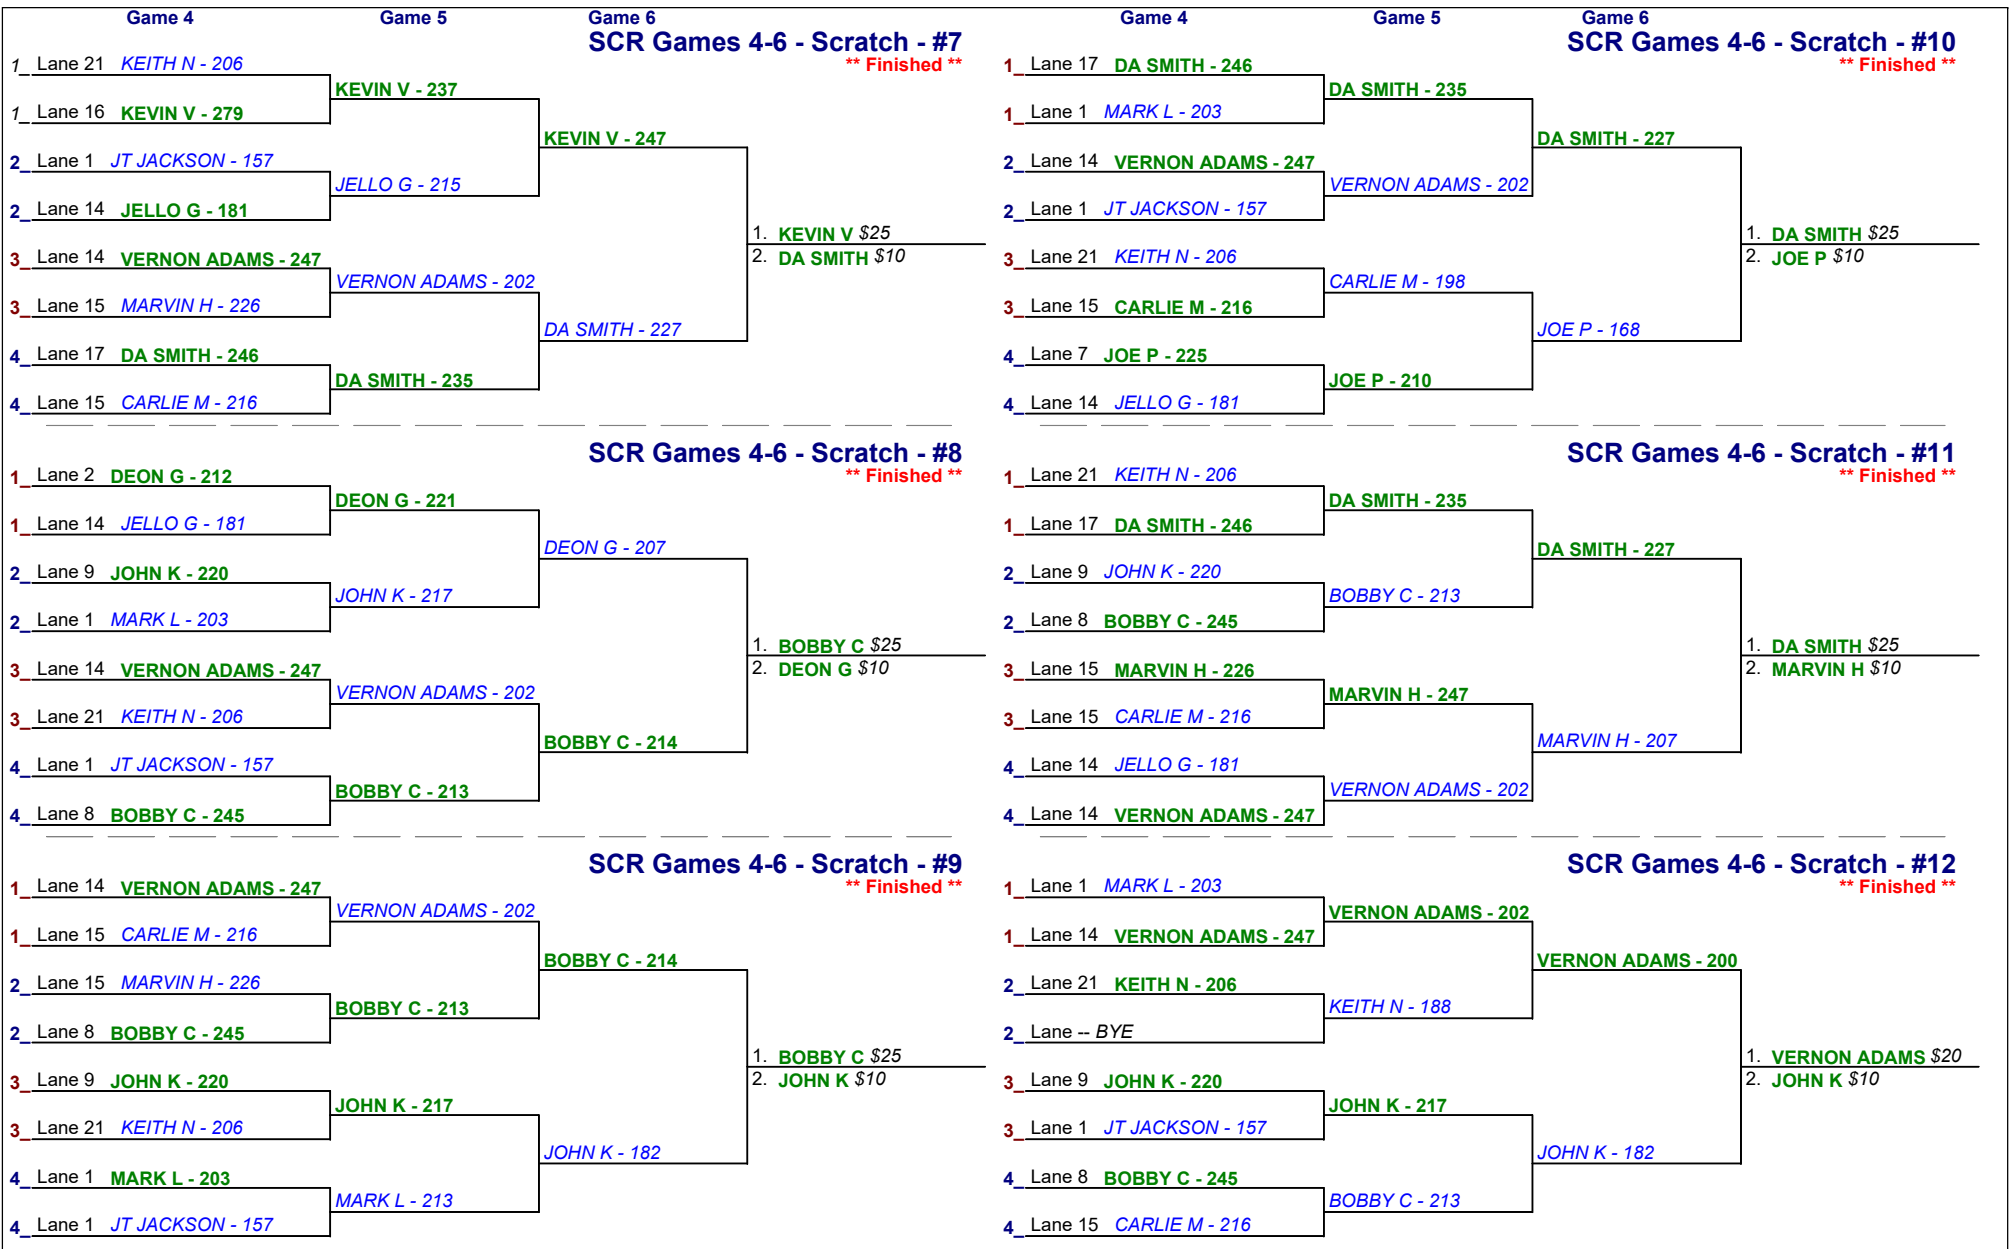 Game 4 Game 5 Game 6
SCR Games 4-6 - Scratch - #7
** Finished **
1_ Lane 21 KEITH N - 206
KEVIN V - 237
1_ Lane 16 KEVIN V - 279
KEVIN V - 247
2_ Lane 1 JT JACKSON - 157
JELLO G - 215
2_ Lane 14 JELLO G - 181
1. KEVIN V $25
2. DA SMITH $10
3_ Lane 14 VERNON ADAMS - 247
VERNON ADAMS - 202
3_ Lane 15 MARVIN H - 226
DA SMITH - 227
4_ Lane 17 DA SMITH - 246
DA SMITH - 235
4_ Lane 15 CARLIE M - 216
SCR Games 4-6 - Scratch - #8
** Finished **
1_ Lane 2 DEON G - 212
DEON G - 221
1_ Lane 14 JELLO G - 181
DEON G - 207
2_ Lane 9 JOHN K - 220
JOHN K - 217
2_ Lane 1 MARK L - 203
1. BOBBY C $25
2. DEON G $10
3_ Lane 14 VERNON ADAMS - 247
VERNON ADAMS - 202
3_ Lane 21 KEITH N - 206
BOBBY C - 214
4_ Lane 1 JT JACKSON - 157
BOBBY C - 213
4_ Lane 8 BOBBY C - 245
SCR Games 4-6 - Scratch - #9
** Finished **
1_ Lane 14 VERNON ADAMS - 247
VERNON ADAMS - 202
1_ Lane 15 CARLIE M - 216
BOBBY C - 214
2_ Lane 15 MARVIN H - 226
BOBBY C - 213
2_ Lane 8 BOBBY C - 245
1. BOBBY C $25
2. JOHN K $10
3_ Lane 9 JOHN K - 220
JOHN K - 217
3_ Lane 21 KEITH N - 206
JOHN K - 182
4_ Lane 1 MARK L - 203
MARK L - 213
4_ Lane 1 JT JACKSON - 157
Game 4 Game 5 Game 6
SCR Games 4-6 - Scratch - #10
** Finished **
1_ Lane 17 DA SMITH - 246
DA SMITH - 235
1_ Lane 1 MARK L - 203
DA SMITH - 227
2_ Lane 14 VERNON ADAMS - 247
VERNON ADAMS - 202
2_ Lane 1 JT JACKSON - 157
1. DA SMITH $25
2. JOE P $10
3_ Lane 21 KEITH N - 206
CARLIE M - 198
3_ Lane 15 CARLIE M - 216
JOE P - 168
4_ Lane 7 JOE P - 225
JOE P - 210
4_ Lane 14 JELLO G - 181
SCR Games 4-6 - Scratch - #11
** Finished **
1_ Lane 21 KEITH N - 206
DA SMITH - 235
1_ Lane 17 DA SMITH - 246
DA SMITH - 227
2_ Lane 9 JOHN K - 220
BOBBY C - 213
2_ Lane 8 BOBBY C - 245
1. DA SMITH $25
2. MARVIN H $10
3_ Lane 15 MARVIN H - 226
MARVIN H - 247
3_ Lane 15 CARLIE M - 216
MARVIN H - 207
4_ Lane 14 JELLO G - 181
VERNON ADAMS - 202
4_ Lane 14 VERNON ADAMS - 247
SCR Games 4-6 - Scratch - #12
** Finished **
1_ Lane 1 MARK L - 203
VERNON ADAMS - 202
1_ Lane 14 VERNON ADAMS - 247
VERNON ADAMS - 200
2_ Lane 21 KEITH N - 206
KEITH N - 188
2_ Lane -- BYE
1. VERNON ADAMS $20
2. JOHN K $10
3_ Lane 9 JOHN K - 220
JOHN K - 217
3_ Lane 1 JT JACKSON - 157
JOHN K - 182
4_ Lane 8 BOBBY C - 245
BOBBY C - 213
4_ Lane 15 CARLIE M - 216